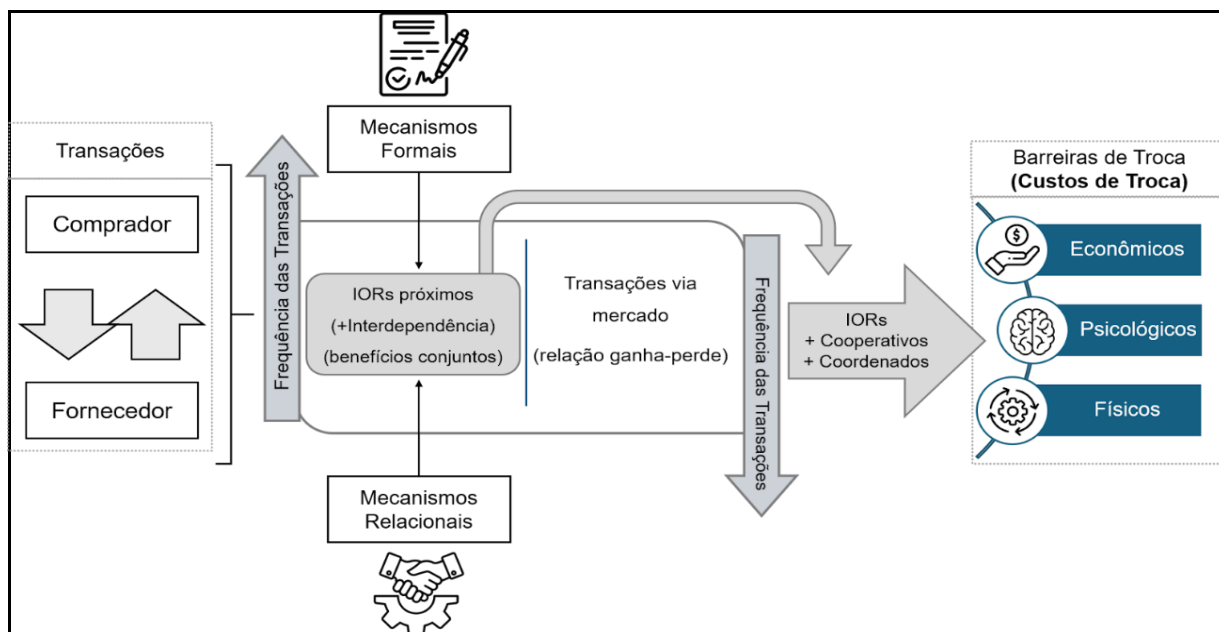 Transações
Comprador
Fornecedor
Frequência das Transações
Mecanismos
Formais
IORs próximos
(+Interdependência)
(benefícios conjuntos)
Mecanismos
Relacionais
Transações via
mercado
(relação ganha-perde)
Frequência das Transações
IORs
+ Cooperativos
+ Coordenados
Barreiras de Troca
(Custos de Troca)
$
Econômicos
Psicológicos
Físicos